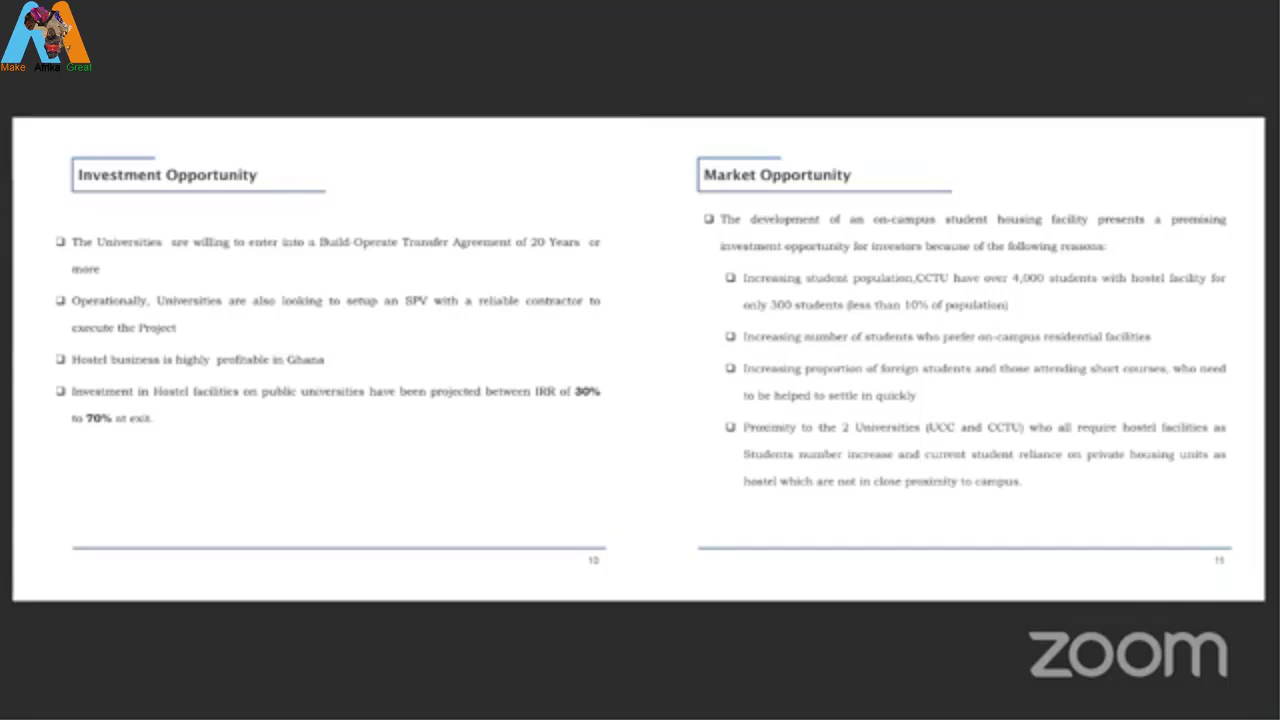 Make Afrika Great
Investment Opportunity
❑ The Universities are willing to enter into a Build-Operate Transfer Agreement of 20 Years or
more
❑ Operationally, Universities are also looking to setup an SPV with a reliable contractor to
execute the Project
❑ Hostel business is highly profitable in Ghana
❑ Investment in Hostel facilities on public universities have been projected between IRR of 30%
to 70% at exit.
10
Market Opportunity
❑ The development of an on-campus student housing facility presents a promising
investment opportunity for investors because of the following reasons:
❑ Increasing student population,CCTU have over 4,000 students with hostel facility for
only 300 students (less than 10% of population)
❑ Increasing number of students who prefer on-campus residential facilities
❑ Increasing proportion of foreign students and those attending short courses, who need
to be helped to settle in quickly
❑ Proximity to the 2 Universities (UCC and CCTU) who all require hostel facilities as
Students number increase and current student reliance on private housing units as
hostel which are not in close proximity to campus.
11
zoom